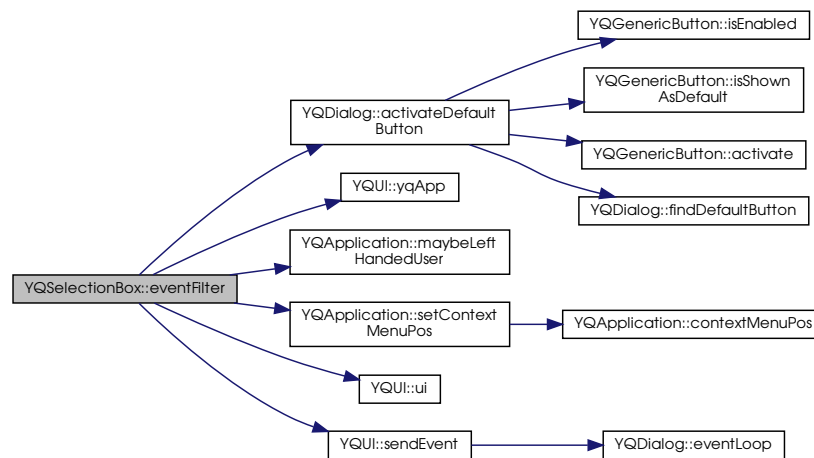 YQGenericButton::isEnabled
YQGenericButton::isShown
AsDefault
YQDialog::activateDefault
Button
YQGenericButton::activate
YQUI::yqApp
YQDialog::findDefaultButton
YQApplication::maybeLeft
HandedUser
YQSelectionBox::eventFilter
YQApplication::setContext
MenuPos
YQApplication::contextMenuPos
YQUI::ui
YQUI::sendEvent
YQDialog::eventLoop